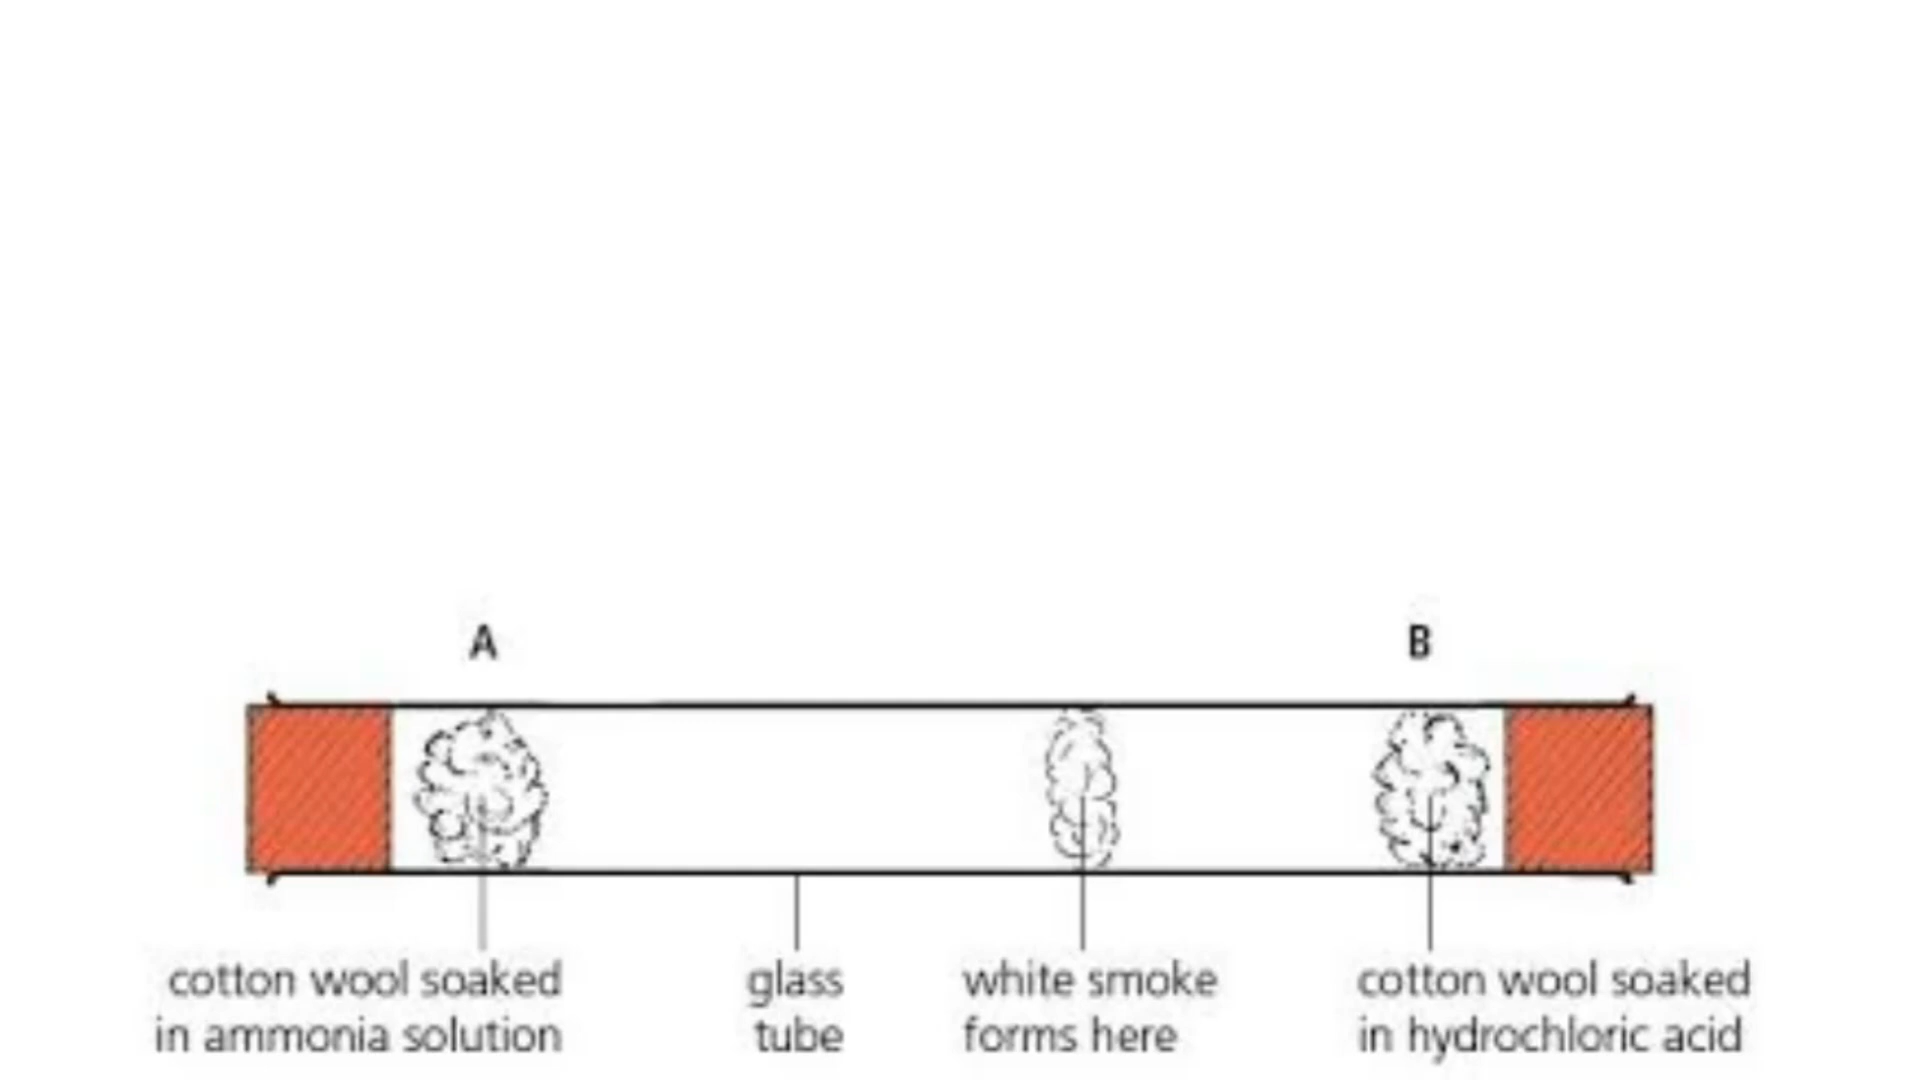 A
B
cotton wool soaked
in ammonia solution
glass
tube
white smoke
forms here
cotton wool soaked
in hydrochloric acid